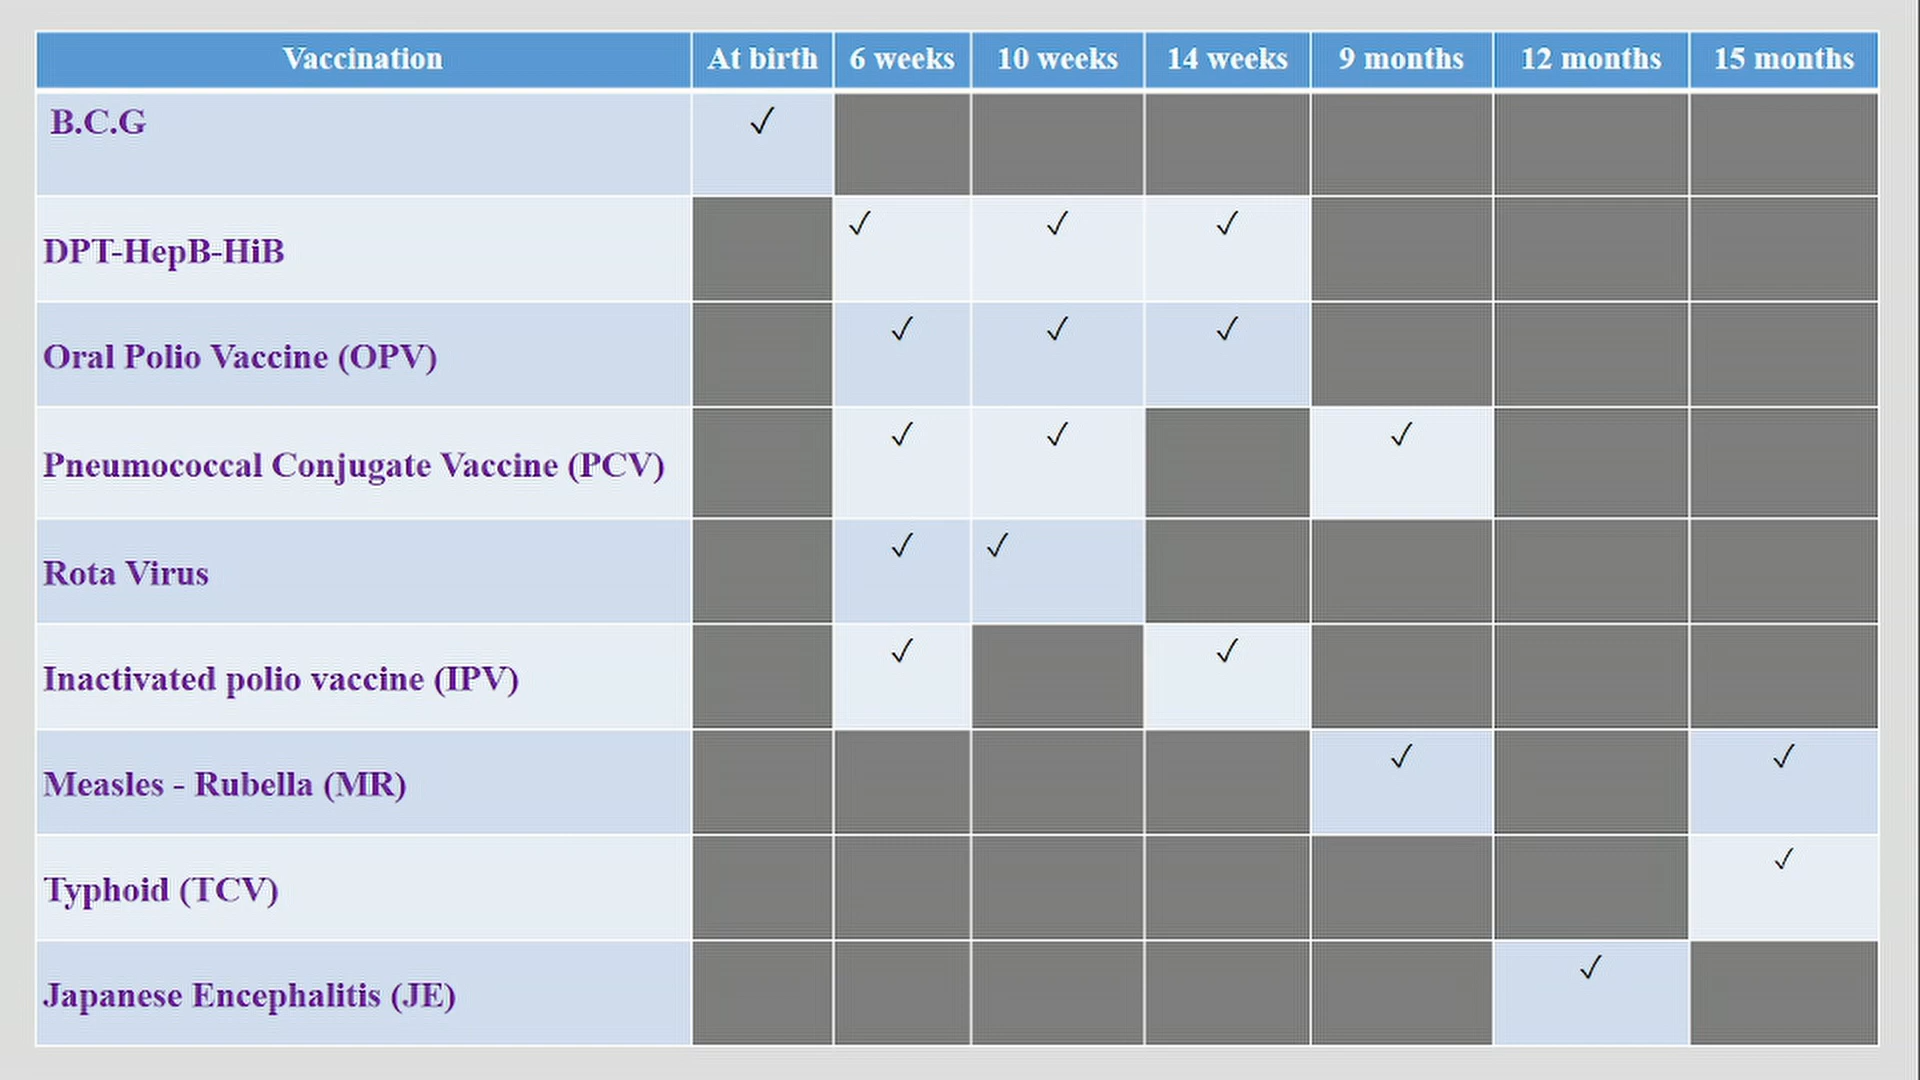 Vaccination At birth 6 weeks 10 weeks 14 weeks 9 months 12 months 15 months
B.C.G ✓
DPT-HepB-HiB ✓ ✓ ✓
Oral Polio Vaccine (OPV) ✓ ✓ ✓
Pneumococcal Conjugate Vaccine (PCV) ✓ ✓ ✓
Rota Virus ✓ ✓
Inactivated polio vaccine (IPV) ✓ ✓
Measles - Rubella (MR) ✓ ✓
Typhoid (TCV) ✓
Japanese Encephalitis (JE) ✓